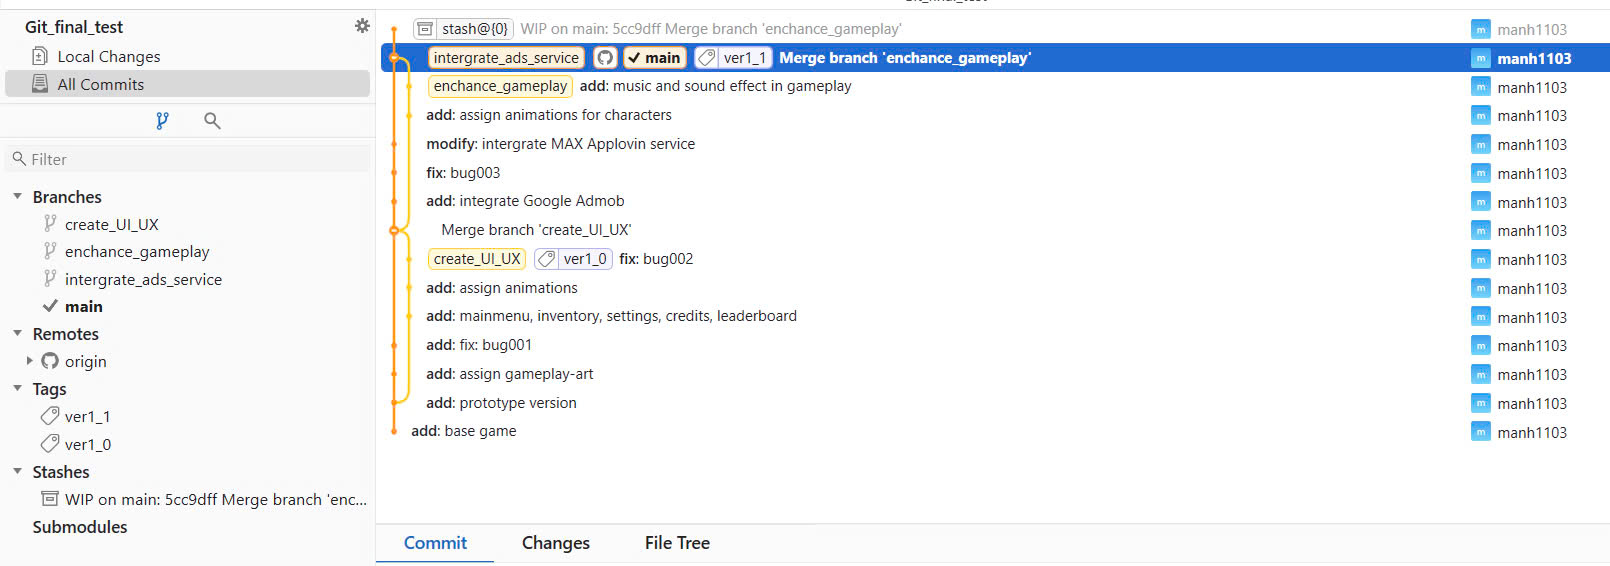 Git_final_test
Local Changes
All Commits
Filter
Branches
create_UI_UX
enchance_gameplay
intergrate_ads_service
main
Remotes
origin
Tags
ver1_1
ver1_0
Stashes
WIP on main: 5cc9dff Merge branch 'enc...
Submodules
stash@{0} WIP on main: 5cc9dff Merge branch 'enchance_gameplay' m manh1103
intergrate_ads_service main ver1_1 Merge branch 'enchance_gameplay' m manh1103
enchance_gameplay add: music and sound effect in gameplay m manh1103
add: assign animations for characters m manh1103
modify: intergrate MAX Applovin service m manh1103
fix: bug003 m manh1103
add: integrate Google Admob m manh1103
Merge branch 'create_UI_UX' m manh1103
create_UI_UX ver1_0 fix: bug002 m manh1103
add: assign animations m manh1103
add: mainmenu, inventory, settings, credits, leaderboard m manh1103
add: fix: bug001 m manh1103
add: assign gameplay-art m manh1103
add: prototype version m manh1103
add: base game m manh1103
Commit Changes File Tree